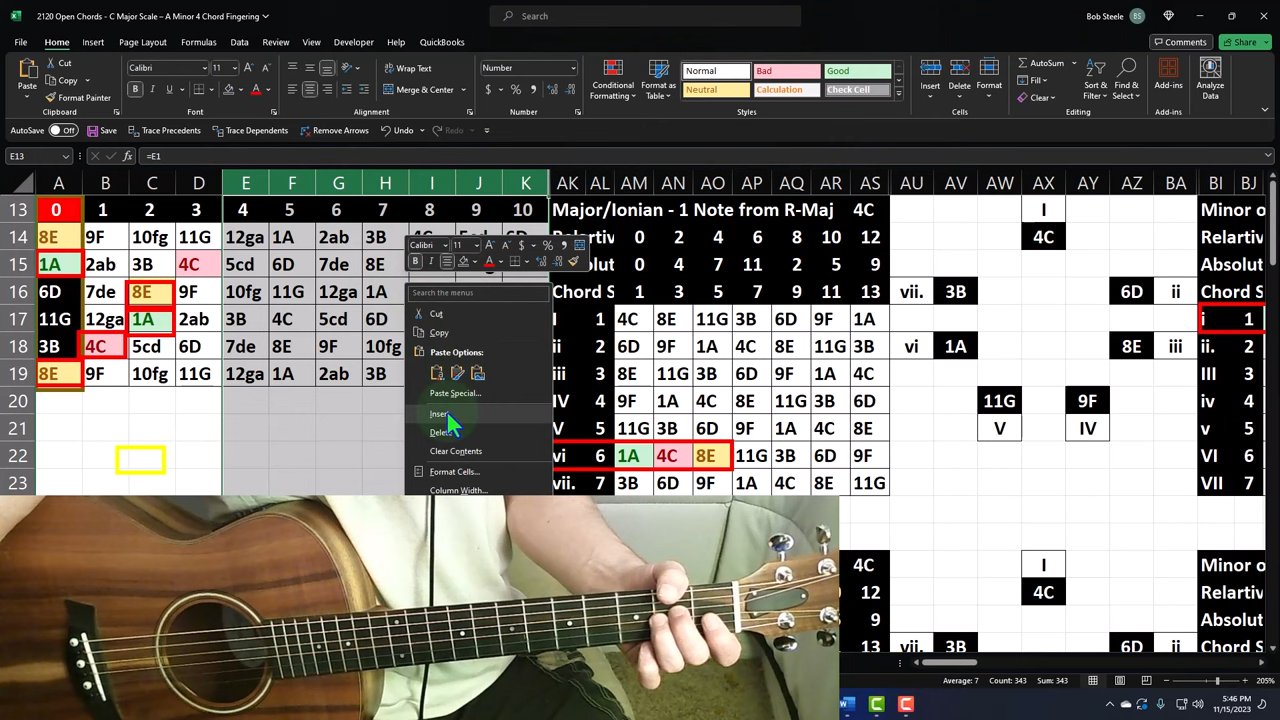 2120 Open Chords - C Major Scale – A Minor 4 Chord Fingering
Search
Bob Steele BS
File Home Insert Page Layout Formulas Data Review View Developer Automate Help QuickBooks
Comments Share
Paste
Cut
Copy
Format Painter
Clipboard
Calibri 11
Font
Wrap Text
Merge & Center
Alignment
Number
Number
Conditional Formatting
Format as Table
Normal Bad Good
Neutral Calculation Check Cell
Styles
Insert Delete Format
Cells
AutoSum
Fill
Clear
Sort & Filter
Find & Select
Editing
Add-ins
Add-ins
Analyze Data
AutoSave Off Save Trace Precedents Trace Dependents Remove Arrows Undo Redo
E13 =E1
A B C D E F G H I J K AK AL AM AN AO AP AQ AR AS AU AV AW AX AY AZ BA BI BJ
13 0 1 2 3 4 5 6 7 8 9 10 Major/Ionian - 1 Note from R-Maj 4C I Minor o
14 8E 9F 10fg 11G 12ga 1A 2ab 3B 4C 5cd 6D Relartiv 0 2 4 6 8 10 12 4C Relartiv
15 1A 2ab 3B 4C 5cd 6D 7de 8E Absolut 0 4 7 11 2 5 9 Absolut
16 6D 7de 8E 9F 10fg 11G 12ga 1A Chord S 1 3 5 7 9 11 13 vii. 3B 6D ii Chord S
17 11G 12ga 1A 2ab 3B 4C 5cd 6D I 1 4C 8E 11G 3B 6D 9F 1A i 1
18 3B 4C 5cd 6D 7de 8E 9F 10fg ii 2 6D 9F 1A 4C 8E 11G 3B vi 1A 8E iii ii. 2
19 8E 9F 10fg 11G 12ga 1A 2ab 3B iii 3 8E 11G 3B 6D 9F 1A 4C III 3
20 IV 4 9F 1A 4C 8E 11G 3B 6D 11G 9F iv 4
21 V 5 11G 3B 6D 9F 1A 4C 8E V IV v 5
22 vi 6 1A 4C 8E 11G 3B 6D 9F VI 6
23 vii. 7 3B 6D 9F 1A 4C 8E 11G VII 7
Calibri 11
Search the menus
Cut
Copy
Paste Options:
Paste Special...
Insert
Delete
Clear Contents
Format Cells...
Column Width...
4C I Minor o
12 4C Relartiv
9 Absolut
13 vii. 3B 6D ii Chord S
Average: 7 Count: 343 Sum: 343 205%
5:46 PM
11/15/2023